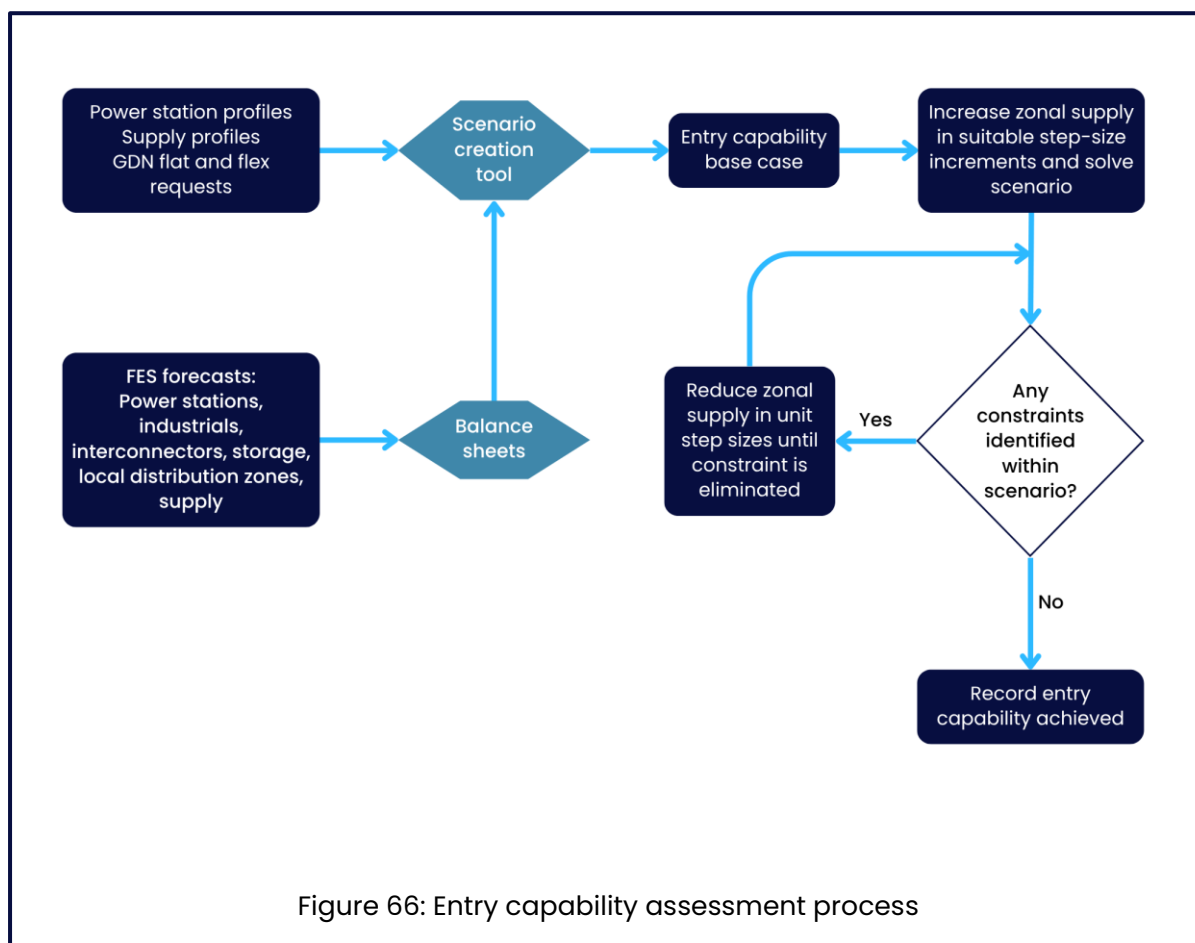 Power station profiles
Supply profiles
GDN flat and flex
requests
Scenario
creation
tool
Entry capability
base case
Increase zonal supply
in suitable step-size
increments and solve
scenario
FES forecasts:
Power stations,
industrials,
interconnectors, storage,
local distribution zones,
supply
Balance
sheets
Reduce zonal
supply in unit
step sizes until
constraint is
eliminated
Yes
Any
constraints
identified
within
scenario?
No
Record entry
capability achieved
Figure 66: Entry capability assessment process